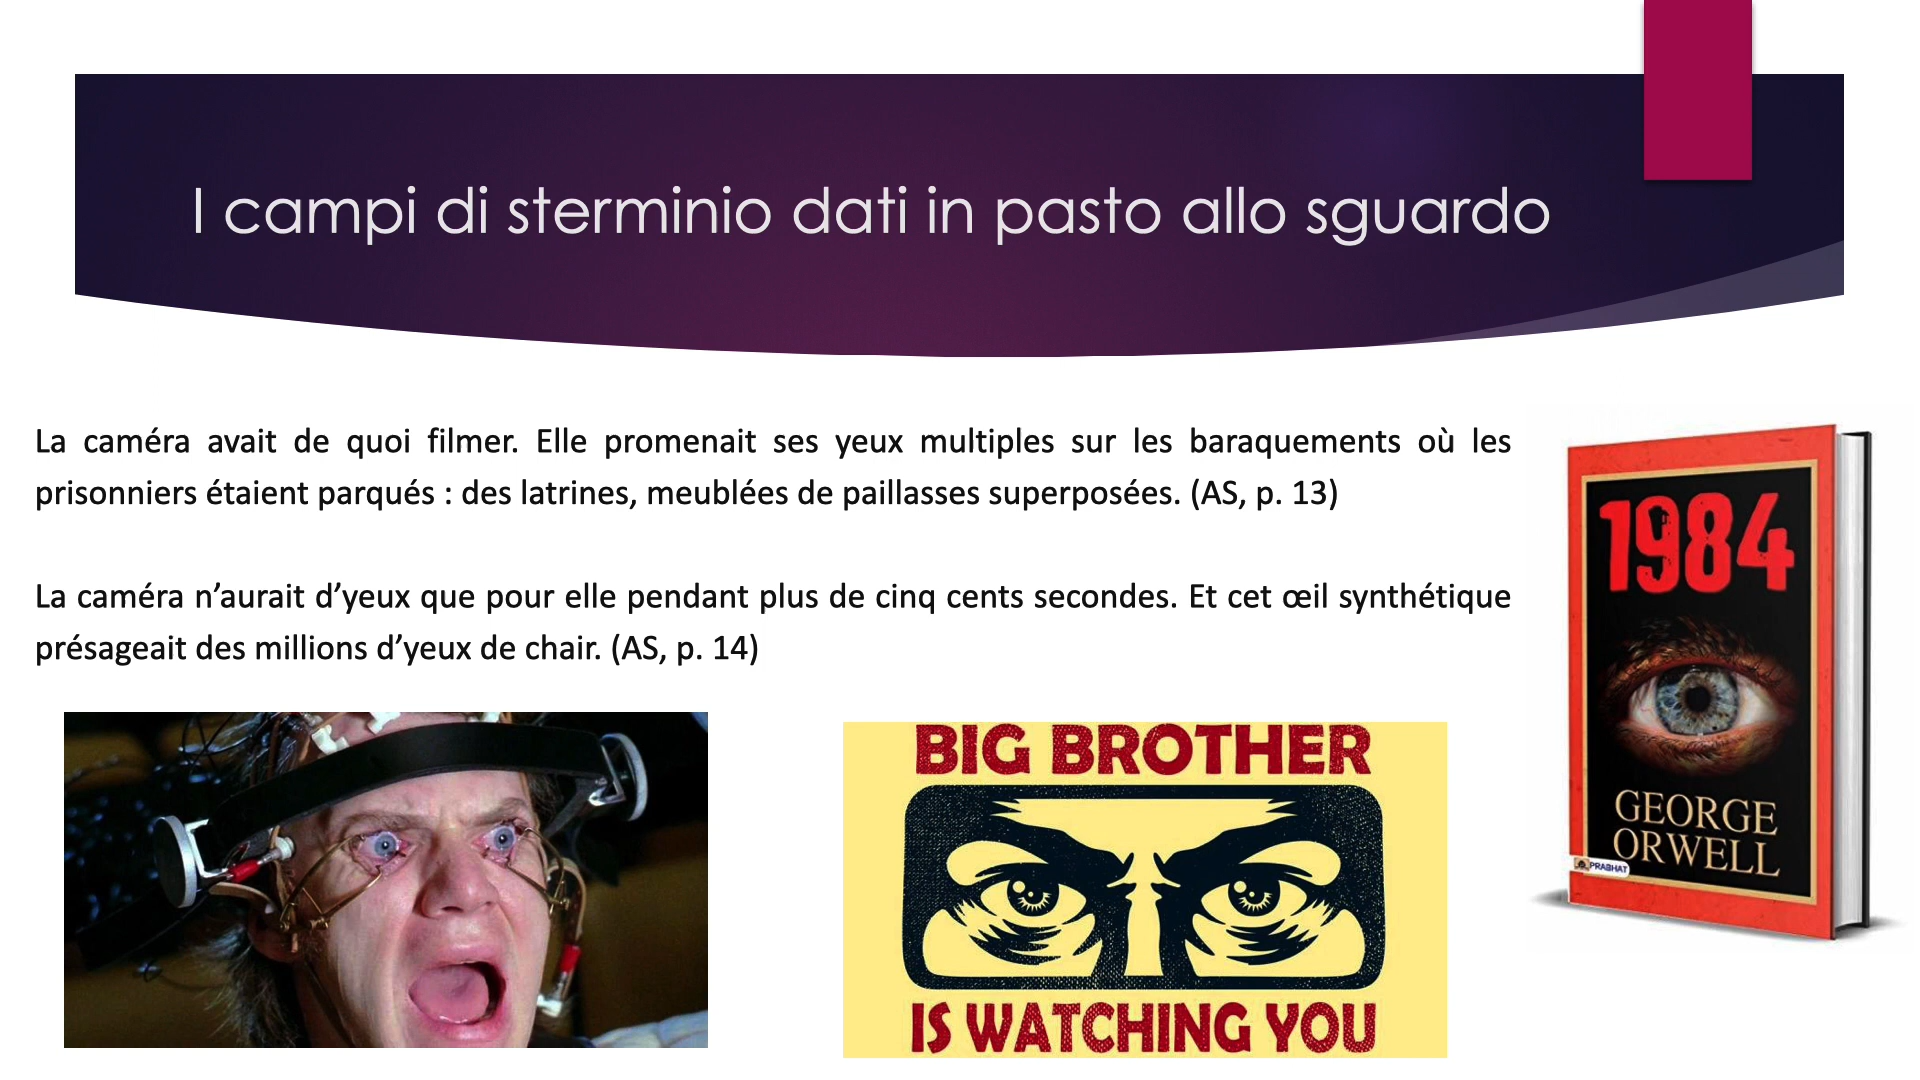 I campi di sterminio dati in pasto allo sguardo
La caméra avait de quoi filmer. Elle promenait ses yeux multiples sur les baraquements où les
prisonniers étaient parqués : des latrines, meublées de paillasses superposées. (AS, p. 13)
La caméra n’aurait d’yeux que pour elle pendant plus de cinq cents secondes. Et cet œil synthétique
présageait des millions d’yeux de chair. (AS, p. 14)
1984
GEORGE
ORWELL
PRABHAT
BIG BROTHER
IS WATCHING YOU